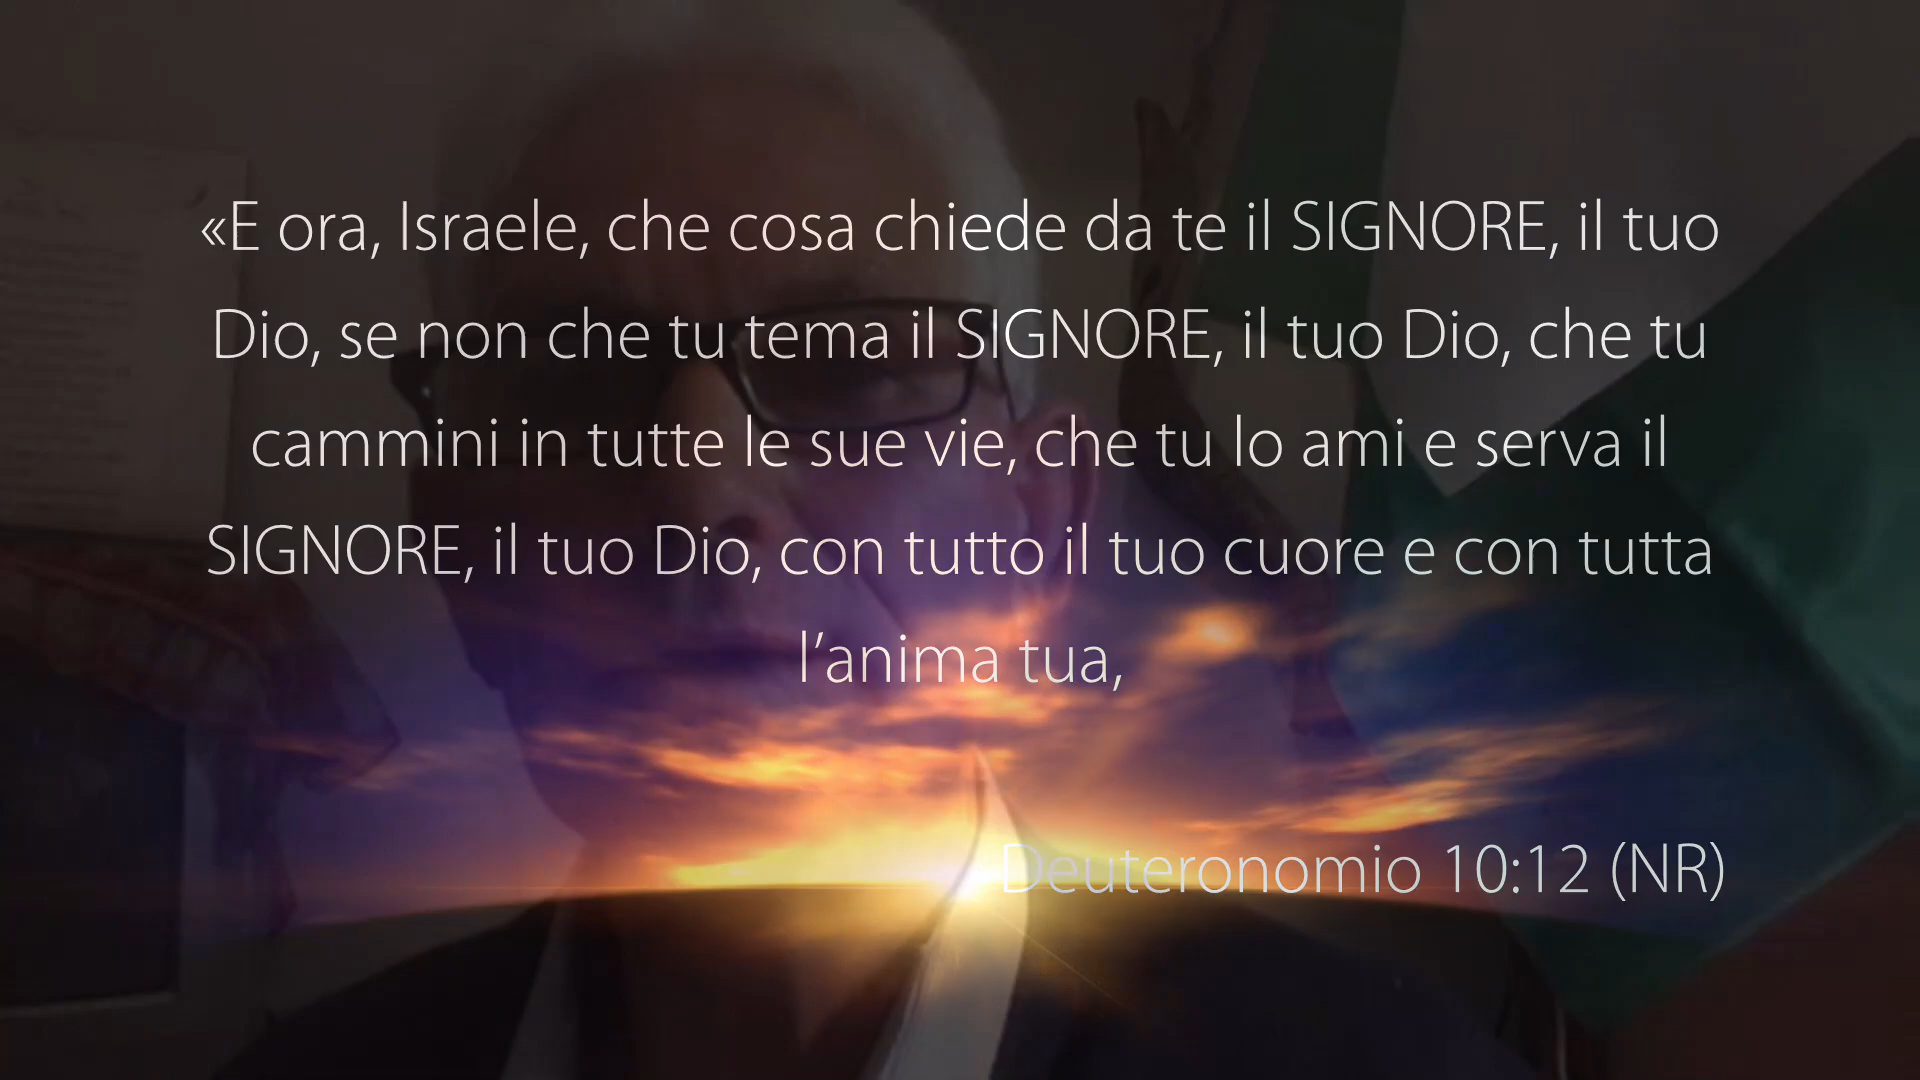 «E ora, Israele, che cosa chiede da te il SIGNORE, il tuo
Dio, se non che tu tema il SIGNORE, il tuo Dio, che tu
cammini in tutte le sue vie, che tu lo ami e serva il
SIGNORE, il tuo Dio, con tutto il tuo cuore e con tutta
l’anima tua,
Deuteronomio 10:12 (NR)